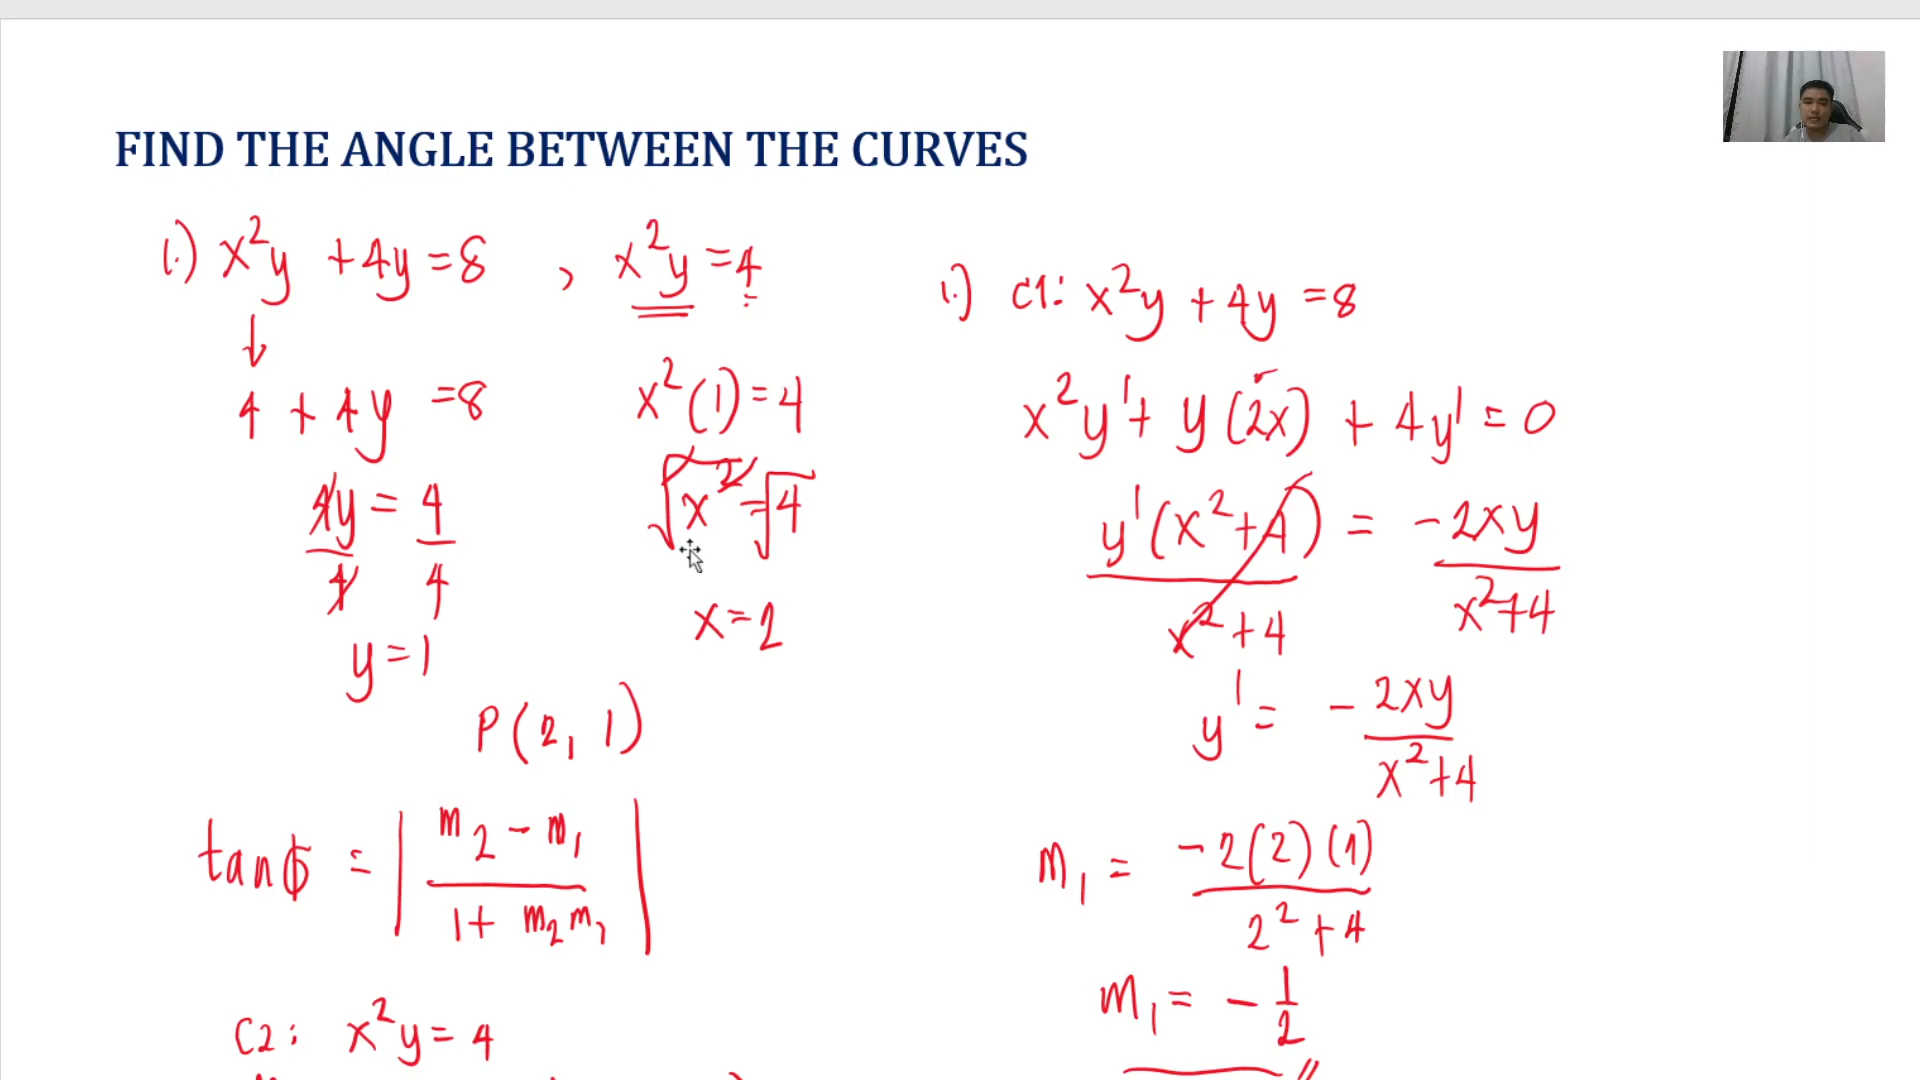 FIND THE ANGLE BETWEEN THE CURVES
1.) x²y + 4y = 8 , x²y = 4
↓
4 + 4y = 8
4y/4 = 4/4
y = 1
x²(1) = 4
√x² = √4
x = 2
P(2, 1)
tanϕ = | (m₂ - m₁) / (1 + m₂m₁) |
C2: x²y = 4
1.) C1: x²y + 4y = 8
x²y' + y(2x) + 4y' = 0
y'(x² + 4) / (x² + 4) = -2xy / (x² + 4)
y' = - 2xy / (x² + 4)
m₁ = -2(2)(1) / (2² + 4)
m₁ = - 1/2